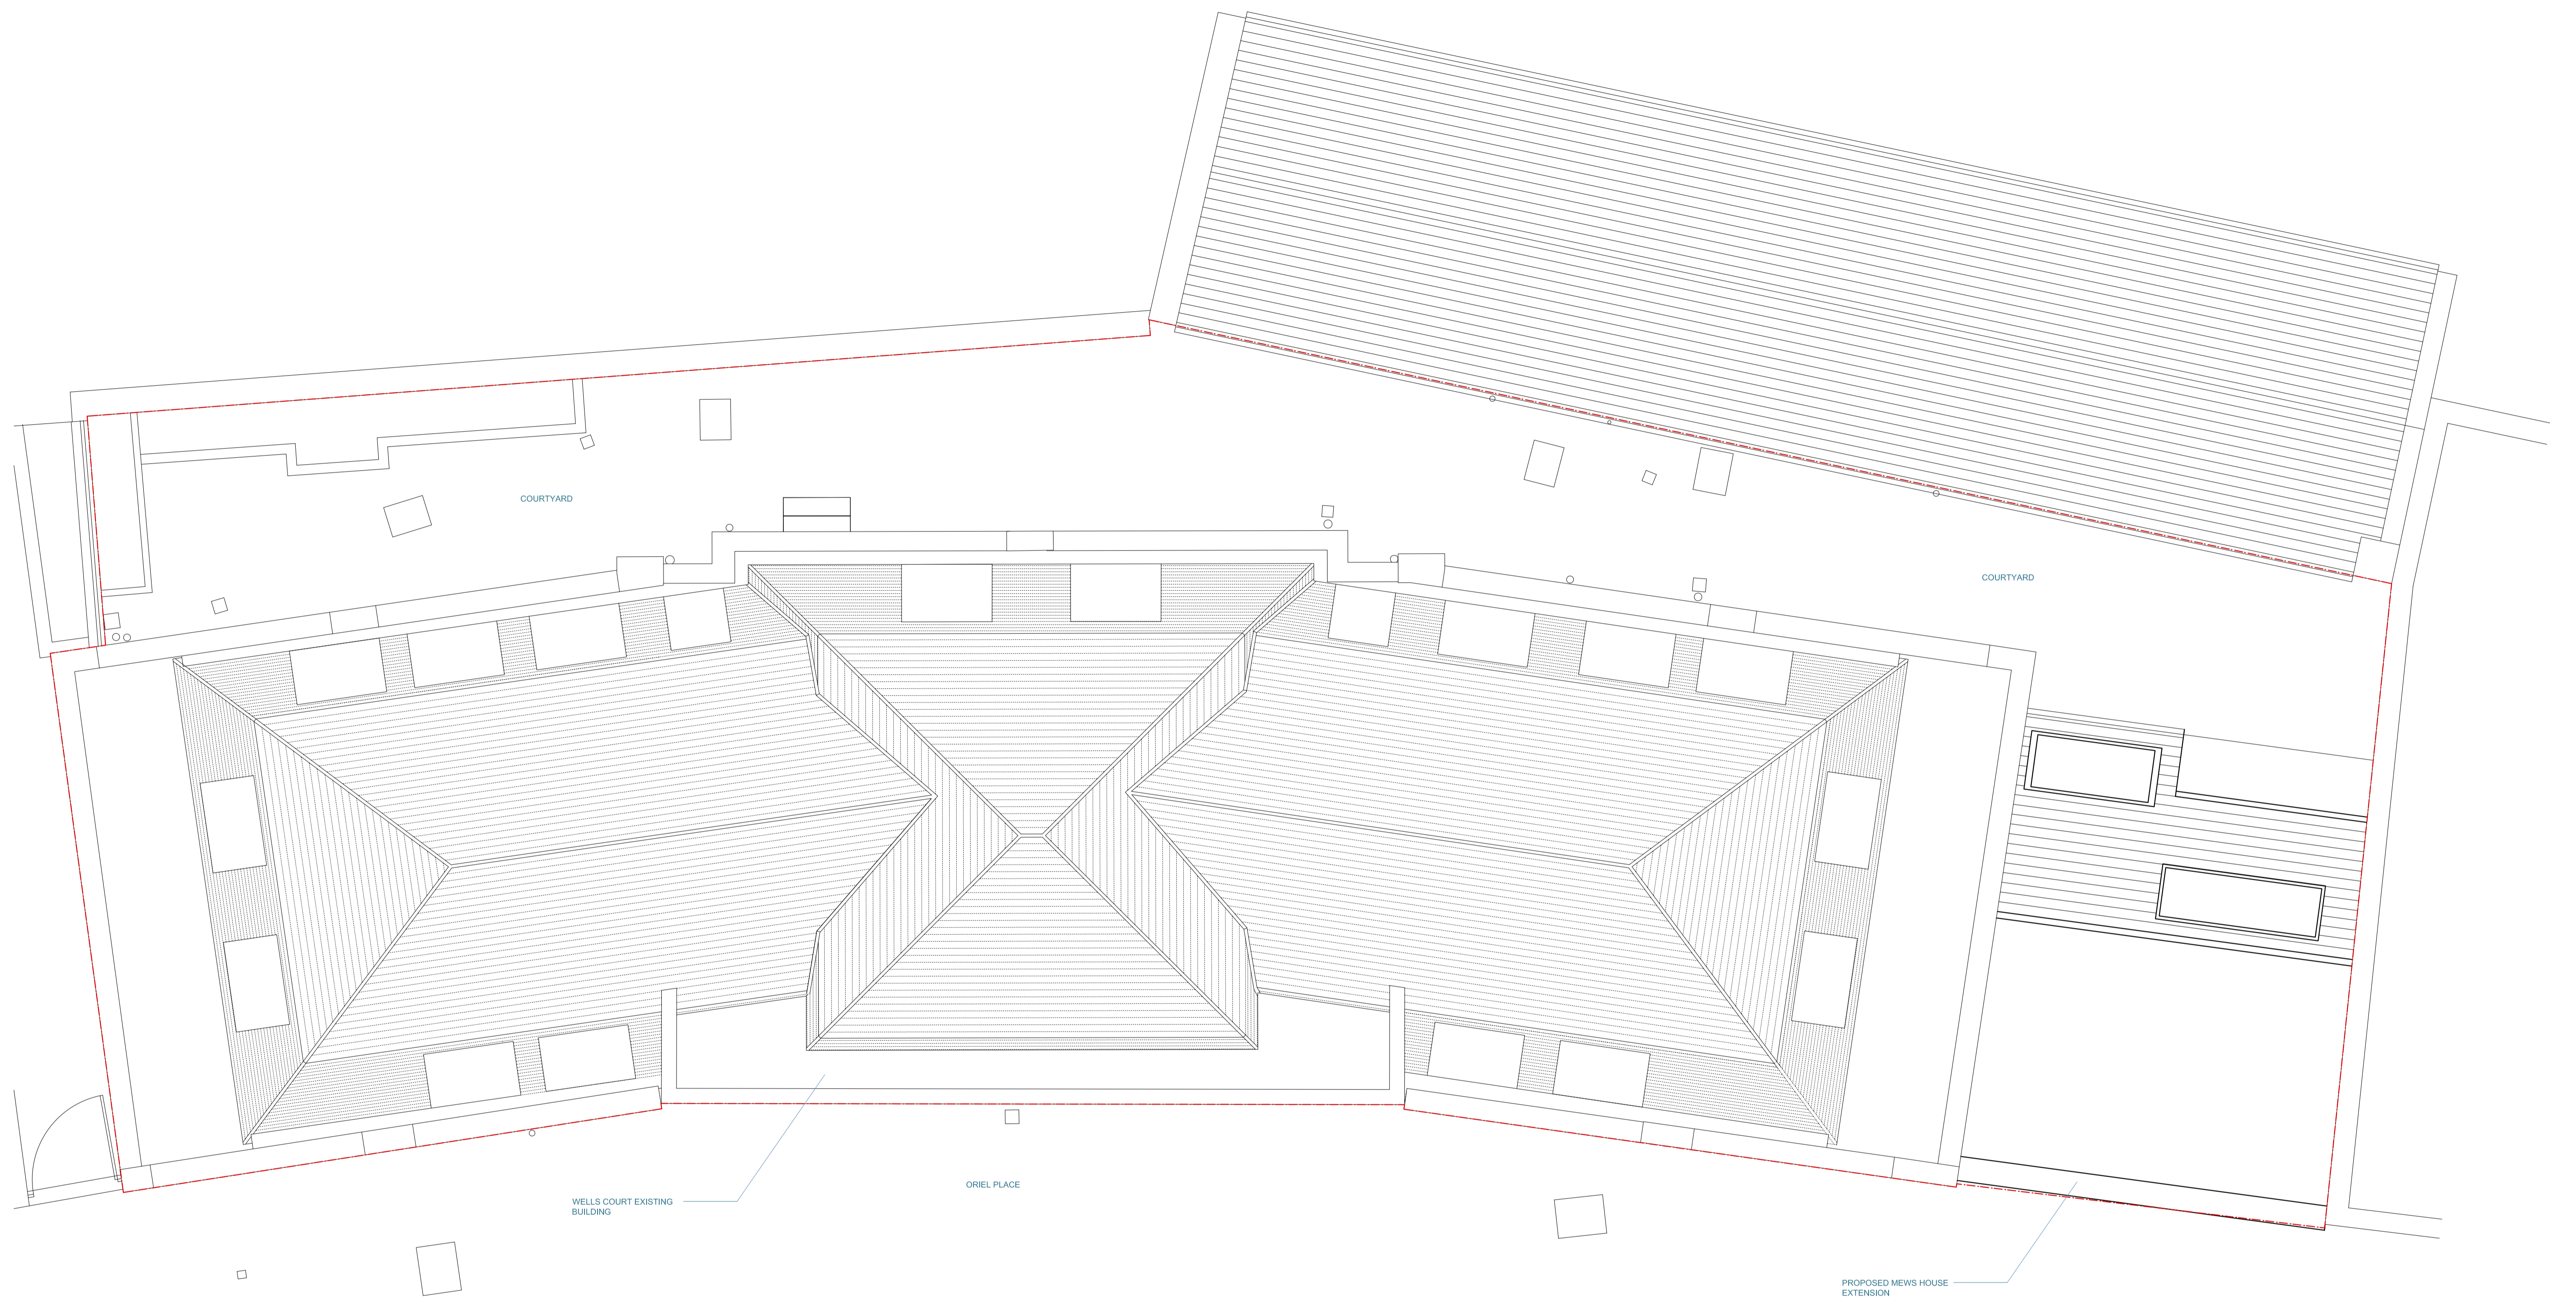 COURTYARD
COURTYARD
ORIEL PLACE
WELLS COURT EXISTING
BUILDING
PROPOSED MEWS HOUSE
EXTENSION